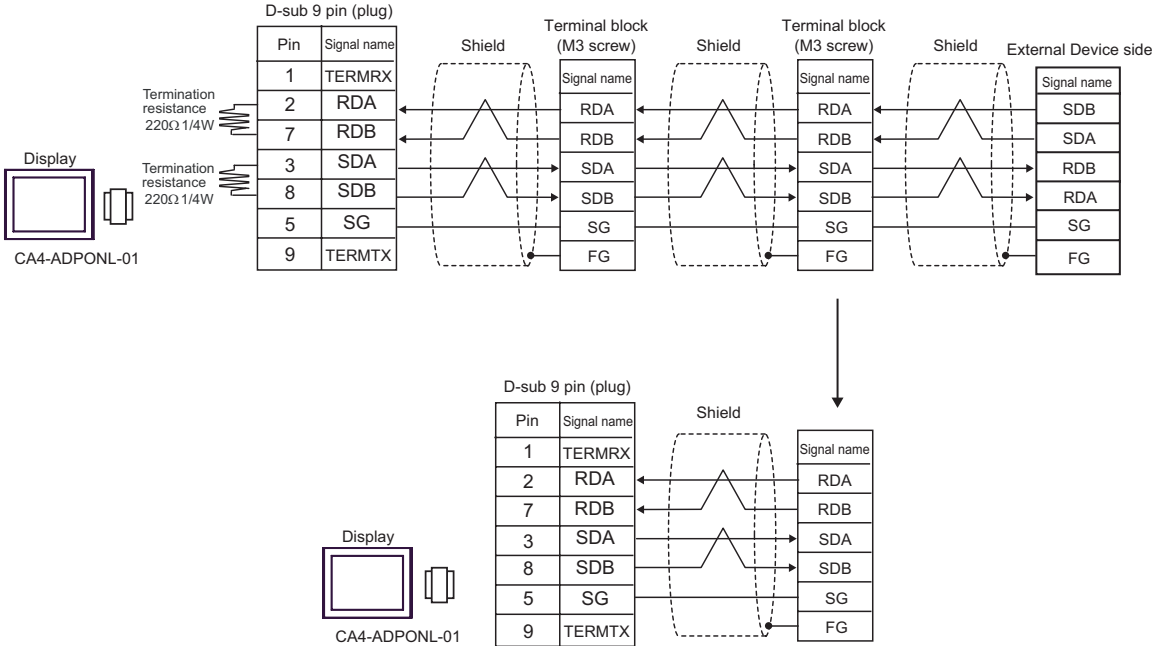 D-sub 9 pin (plug)
Terminal block
(M3 screw)
Terminal block
(M3 screw)
Shield
Shield
Shield
External Device side
Pin Signal name
1 TERMRX
2 RDA
7 RDB
3 SDA
8 SDB
5 SG
9 TERMTX
Termination
resistance
220Ω 1/4W
Termination
resistance
220Ω 1/4W
Display
CA4-ADPONL-01
Signal name
RDA
RDB
SDA
SDB
SG
FG
Signal name
RDA
RDB
SDA
SDB
SG
FG
Signal name
SDB
SDA
RDB
RDA
SG
FG
D-sub 9 pin (plug)
Shield
Pin Signal name
1 TERMRX
2 RDA
7 RDB
3 SDA
8 SDB
5 SG
9 TERMTX
Signal name
RDA
RDB
SDA
SDB
SG
FG
Display
CA4-ADPONL-01